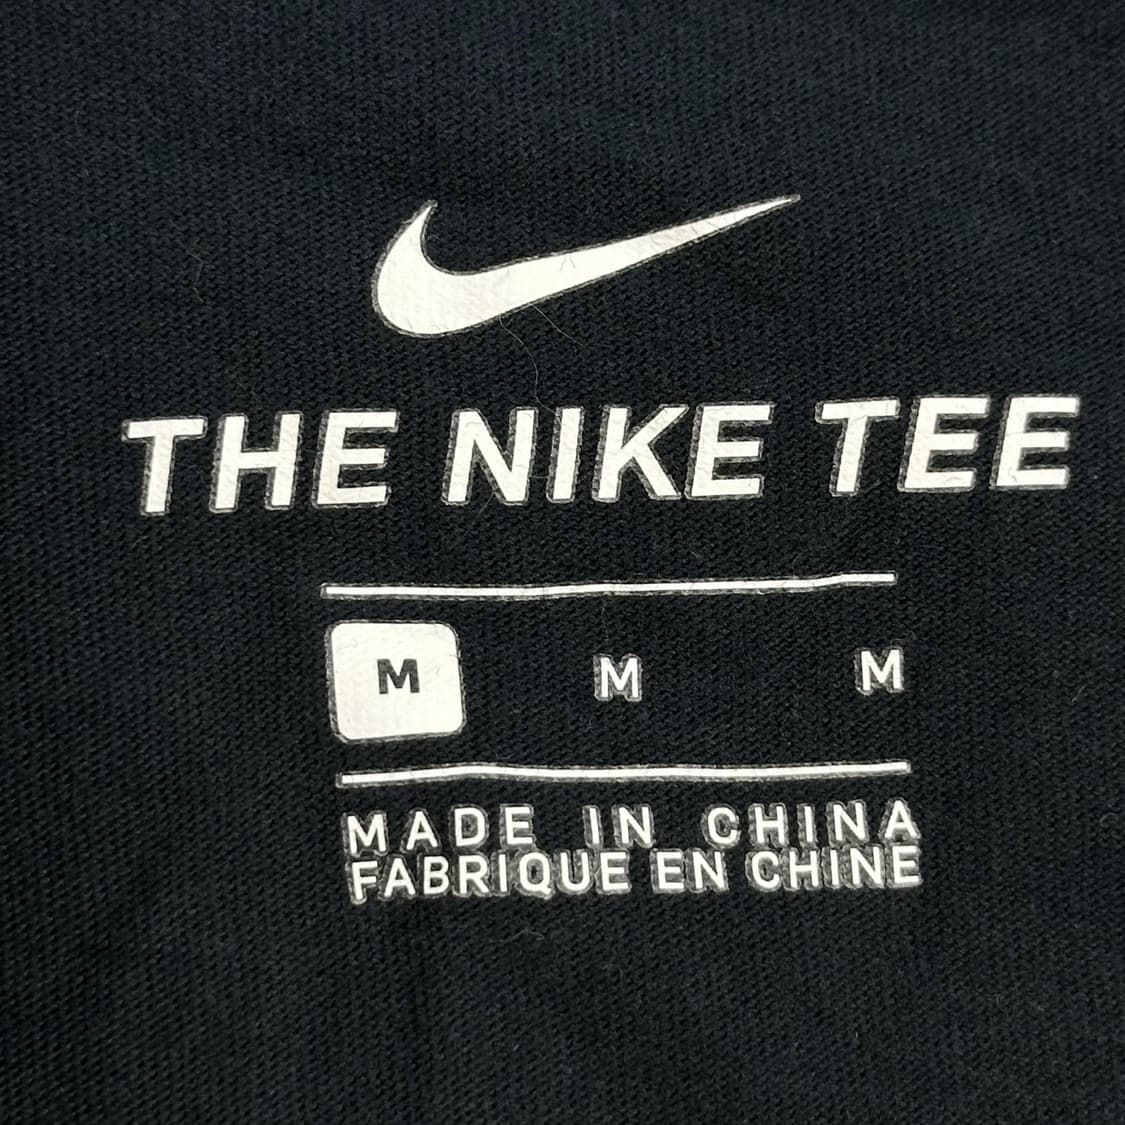 THE NIKE TEE
M M M
MADE IN CHINA
FABRIQUE EN CHINE